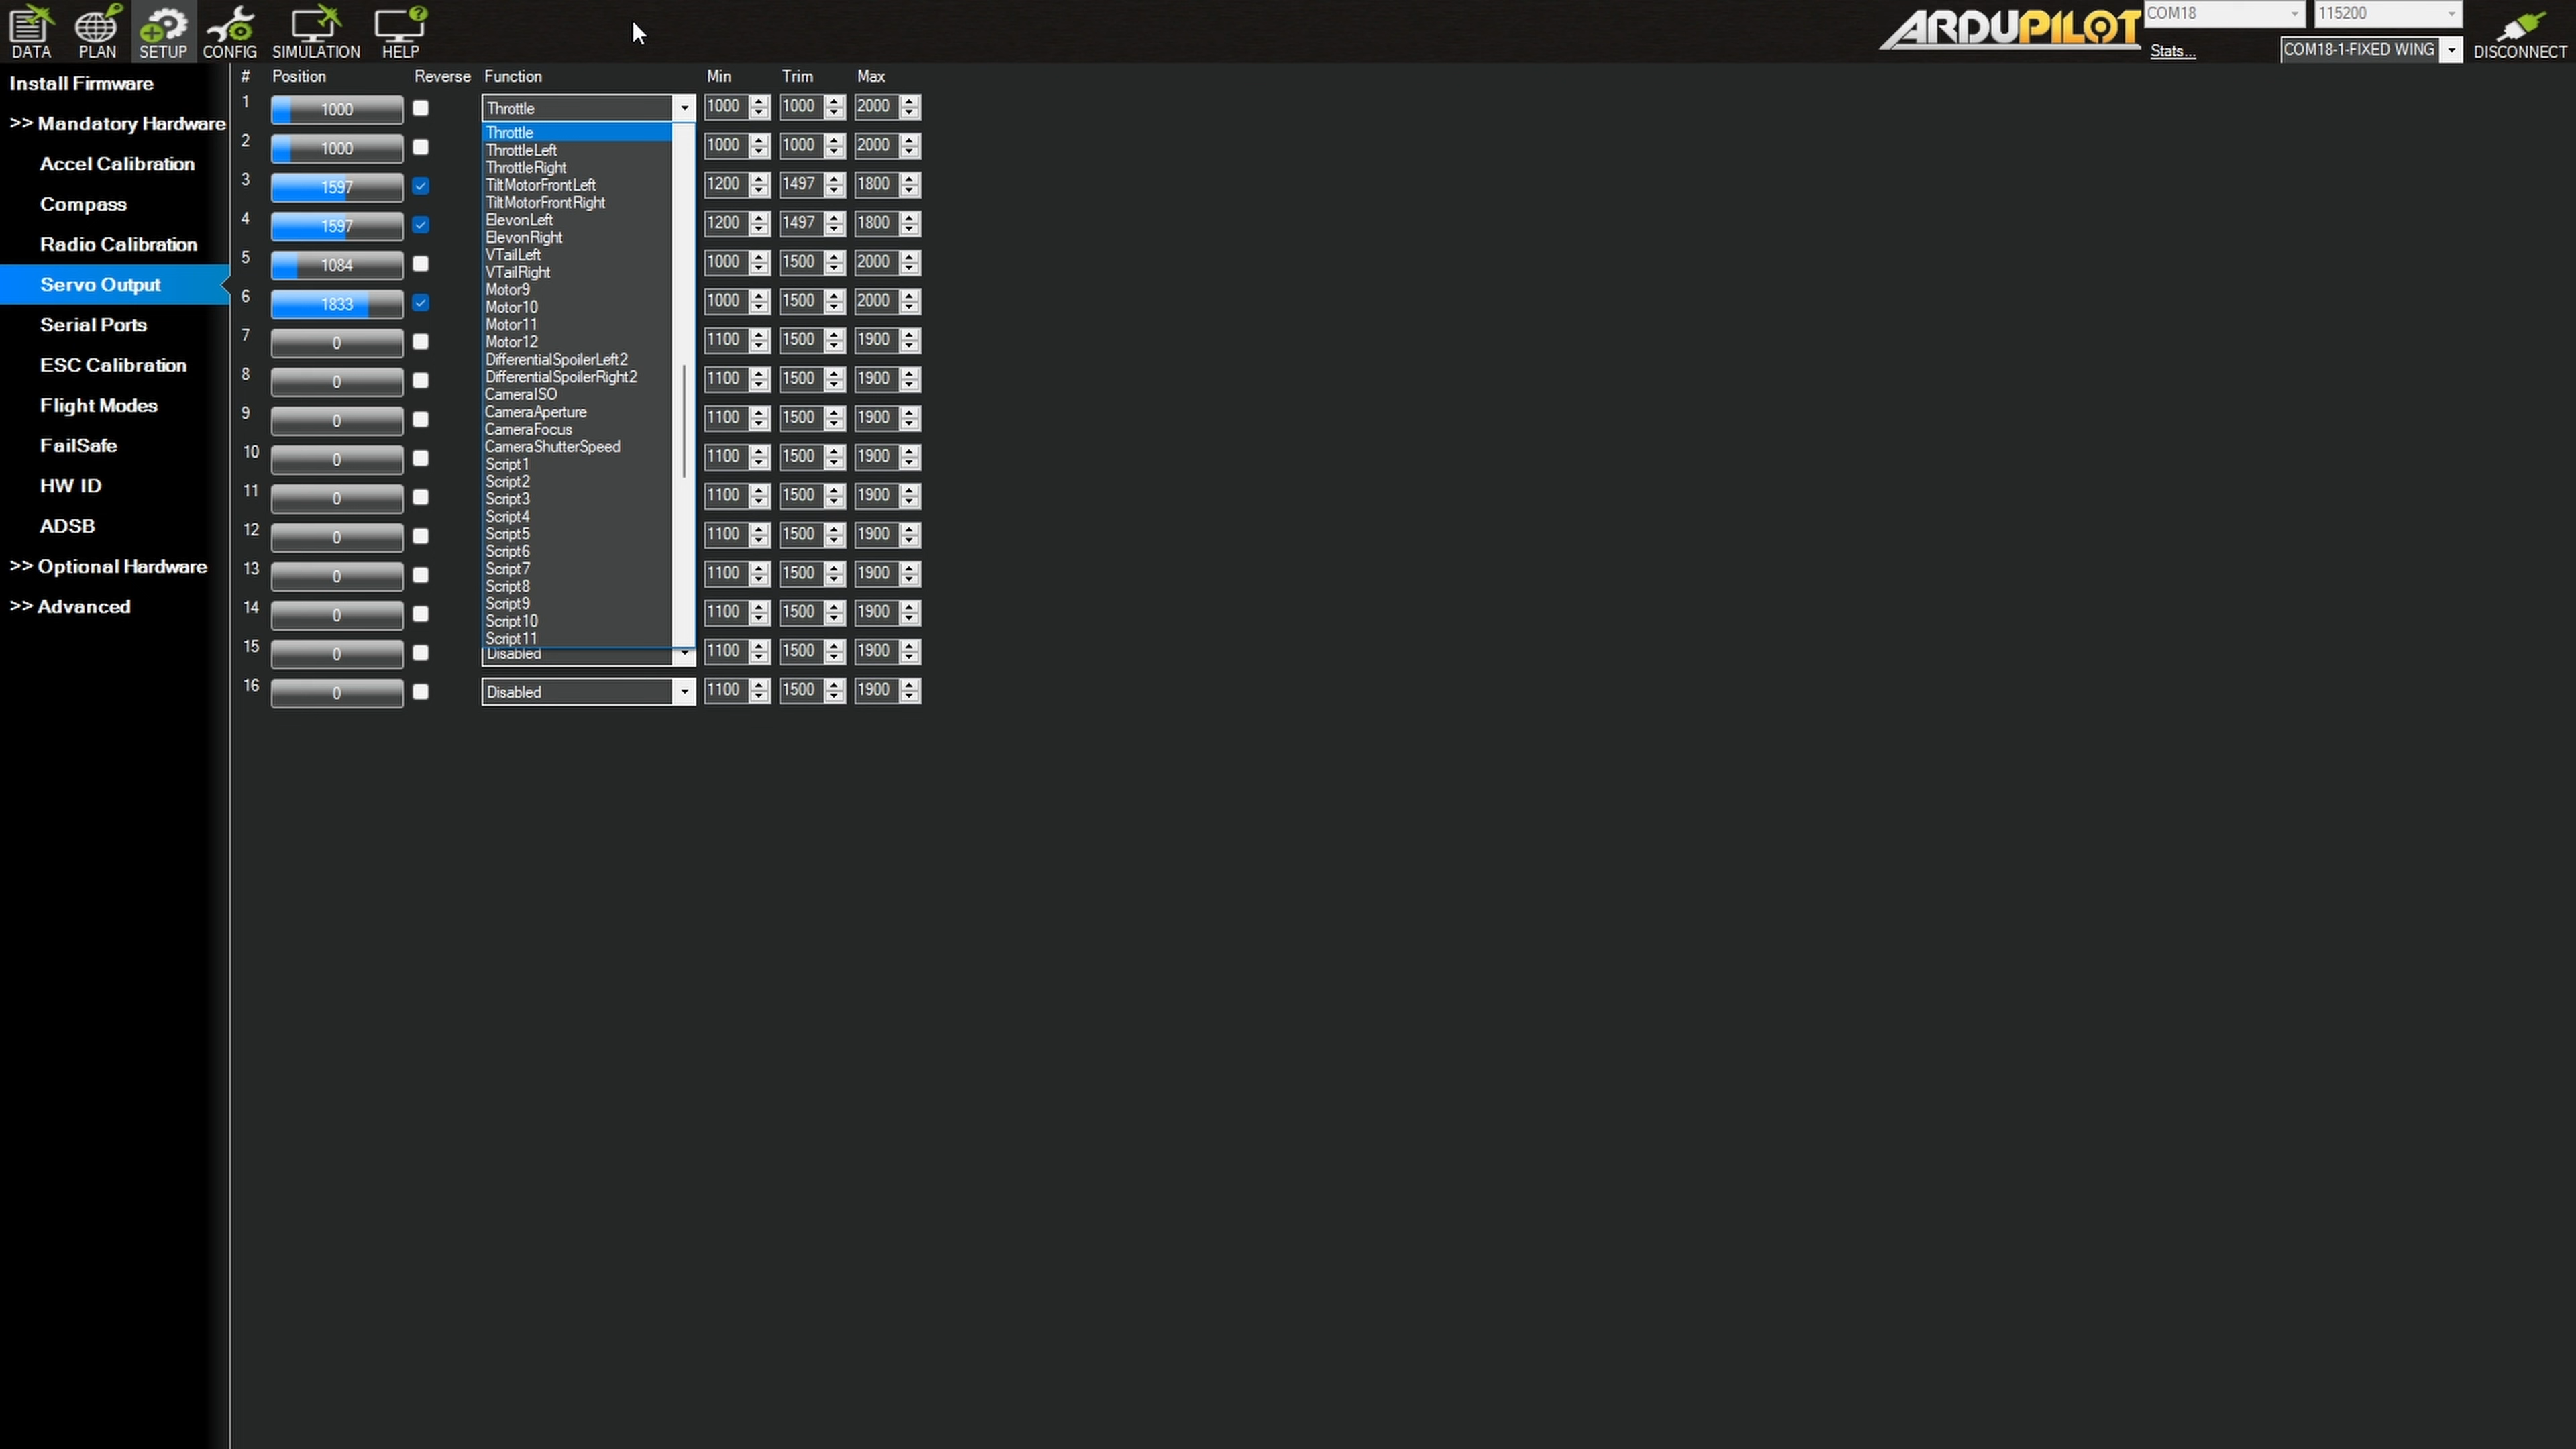 DATA PLAN SETUP CONFIG SIMULATION HELP ARDUPILOT COM18 115200
Stats... COM18-1-FIXED WING DISCONNECT
Install Firmware
>> Mandatory Hardware
Accel Calibration
Compass
Radio Calibration
Servo Output
Serial Ports
ESC Calibration
Flight Modes
FailSafe
HW ID
ADSB
>> Optional Hardware
>> Advanced
# Position Reverse Function Min Trim Max
1 1000 Throttle 1000 1000 2000
2 1000 1000 1000 2000
3 1597 1200 1497 1800
4 1597 1200 1497 1800
5 1084 1000 1500 2000
6 1833 1000 1500 2000
7 0 1100 1500 1900
8 0 1100 1500 1900
9 0 1100 1500 1900
10 0 1100 1500 1900
11 0 1100 1500 1900
12 0 1100 1500 1900
13 0 1100 1500 1900
14 0 1100 1500 1900
15 0 Disabled 1100 1500 1900
16 0 Disabled 1100 1500 1900
Throttle
ThrottleLeft
ThrottleRight
TiltMotorFrontLeft
TiltMotorFrontRight
ElevonLeft
ElevonRight
VTailLeft
VTailRight
Motor9
Motor10
Motor11
Motor12
DifferentialSpoilerLeft2
DifferentialSpoilerRight2
CameraISO
CameraAperture
CameraFocus
CameraShutterSpeed
Script1
Script2
Script3
Script4
Script5
Script6
Script7
Script8
Script9
Script10
Script11